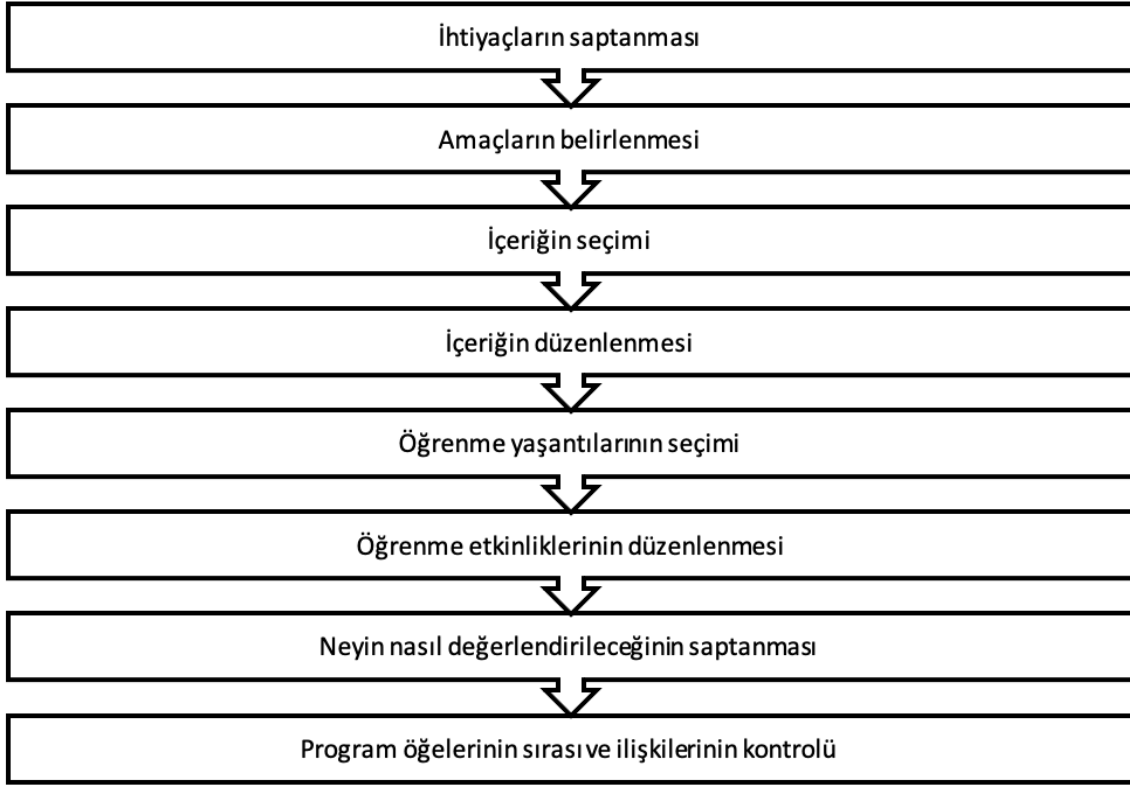 İhtiyaçların saptanması
Amaçların belirlenmesi
İçeriğin seçimi
İçeriğin düzenlenmesi
Öğrenme yaşantılarının seçimi
Öğrenme etkinliklerinin düzenlenmesi
Neyin nasıl değerlendirileceğinin saptanması
Program öğelerinin sırası ve ilişkilerinin kontrolü